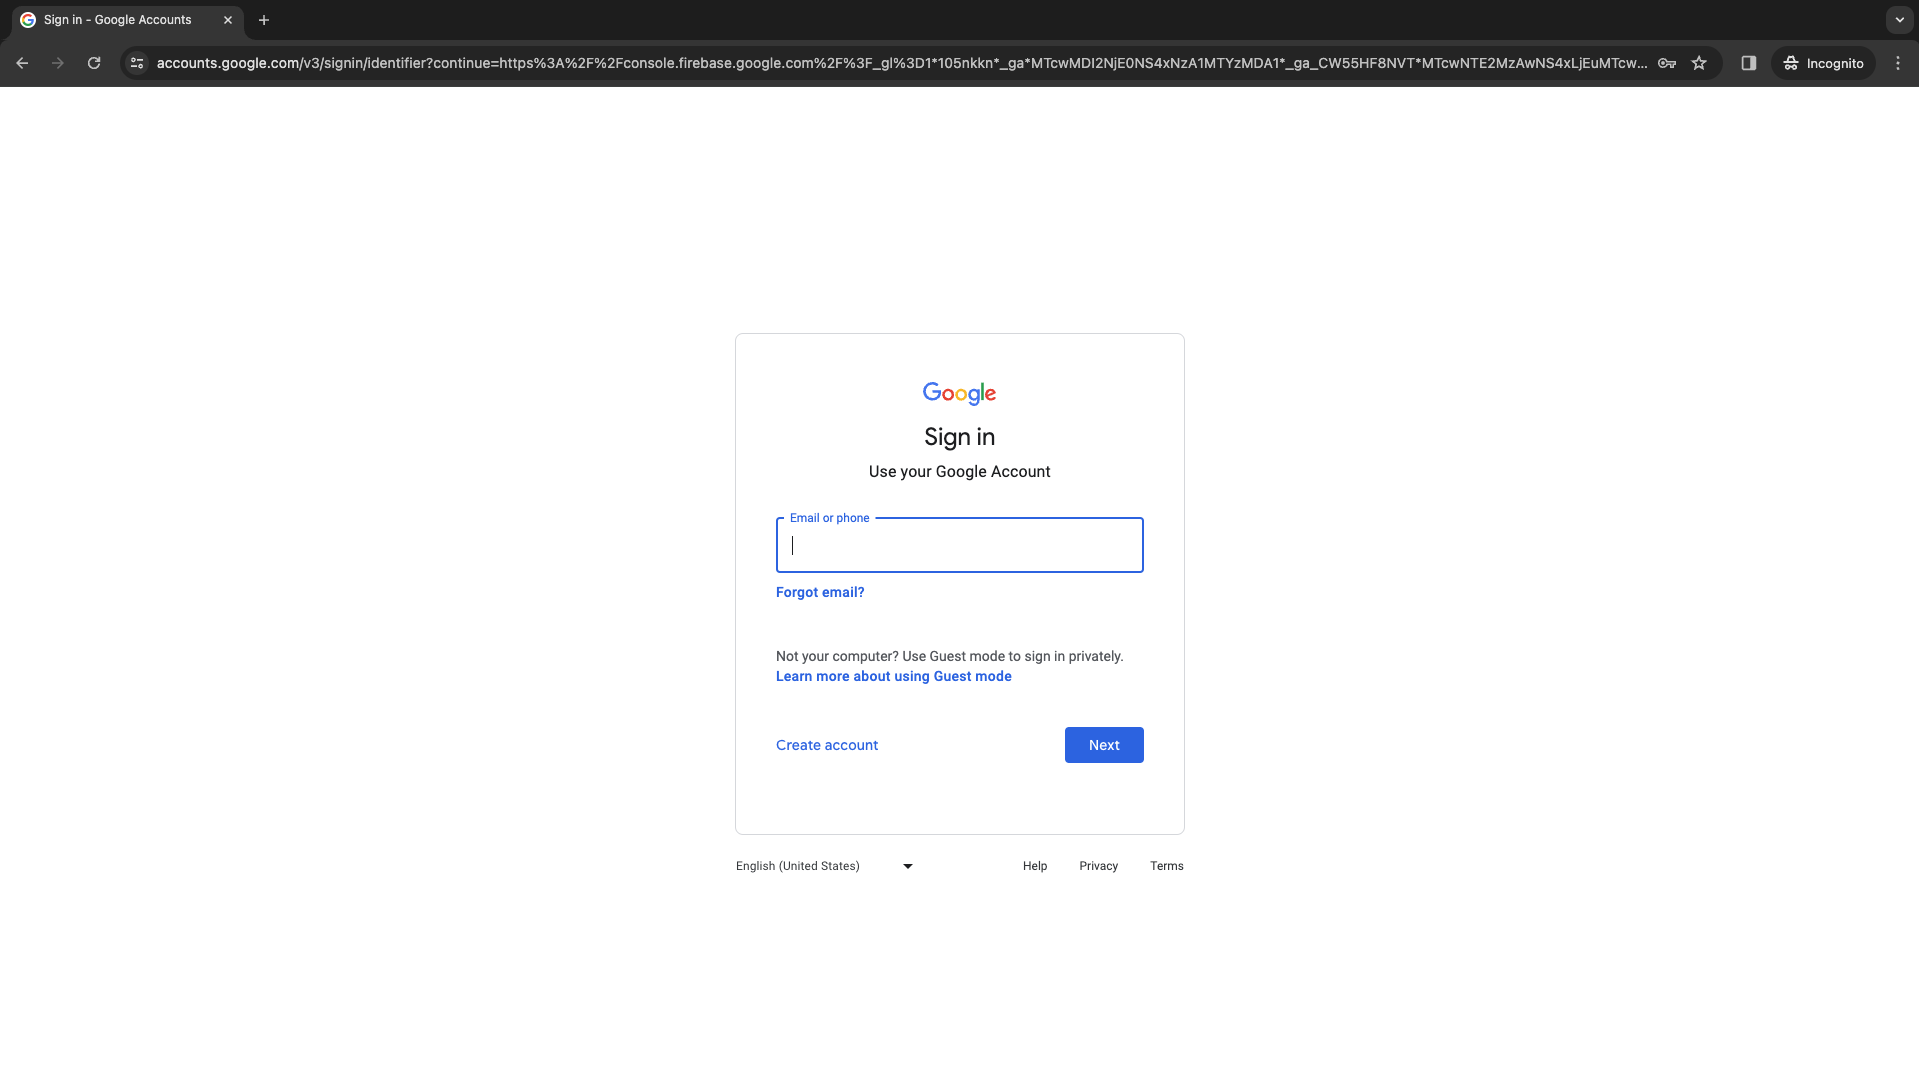 Sign in - Google Accounts
accounts.google.com/v3/signin/identifier?continue=https%3A%2F%2Fconsole.firebase.google.com%2F%3F_gl%3D1*105nkkn*_ga*MTcwMDI2NjE0NS4xNzA1MTYzMDA1*_ga_CW55HF8NVT*MTcwNTE2MzAwNS4xLjEuMTcw...
Incognito
Google
Sign in
Use your Google Account
Email or phone
Forgot email?
Not your computer? Use Guest mode to sign in privately.
Learn more about using Guest mode
Create account
Next
English (United States)
Help
Privacy
Terms